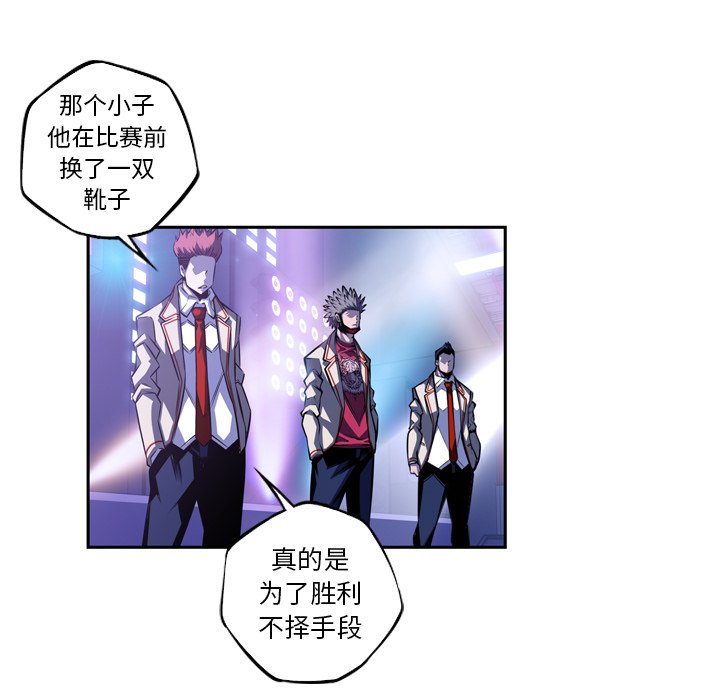 那个小子
他在比赛前
换了一双
靴子
真的是
为了胜利
不择手段